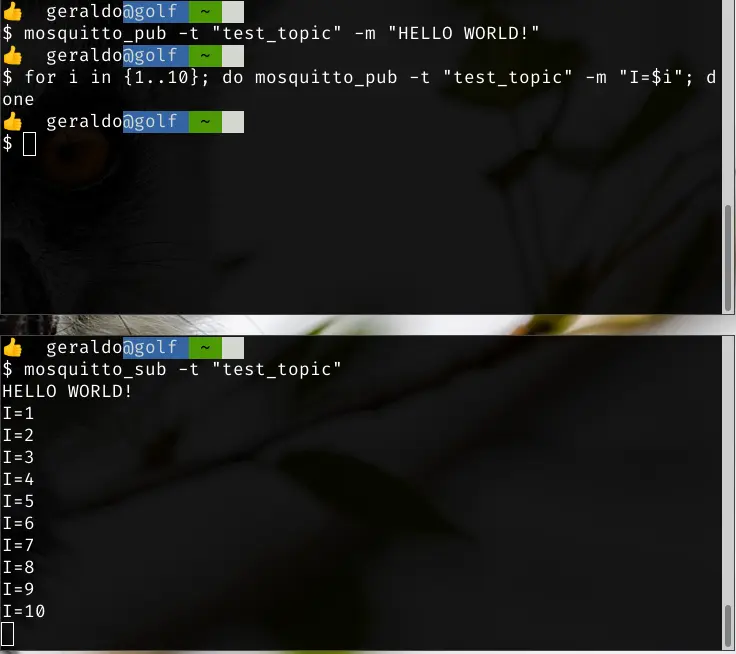 👍 geraldo@golf ~
$ mosquitto_pub -t "test_topic" -m "HELLO WORLD!"
👍 geraldo@golf ~
$ for i in {1..10}; do mosquitto_pub -t "test_topic" -m "I=$i"; d
one
👍 geraldo@golf ~
$
👍 geraldo@golf ~
$ mosquitto_sub -t "test_topic"
HELLO WORLD!
I=1
I=2
I=3
I=4
I=5
I=6
I=7
I=8
I=9
I=10